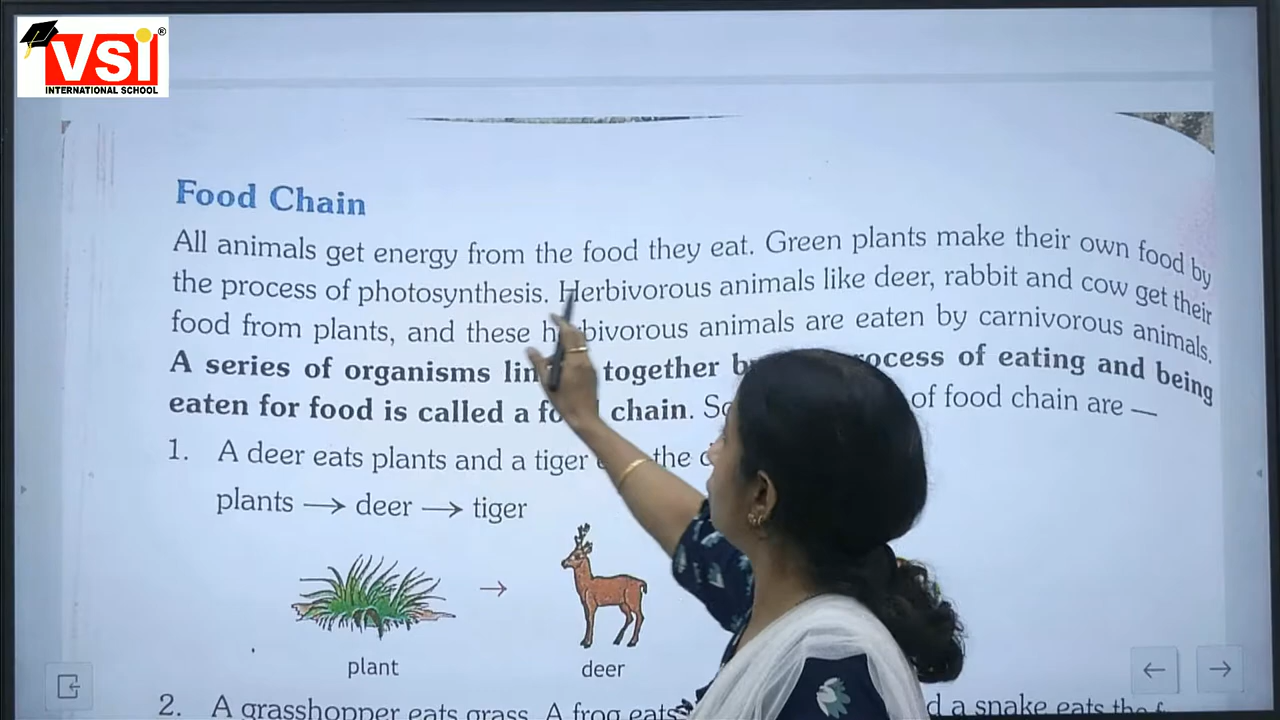 VSi ®
INTERNATIONAL SCHOOL
Food Chain
All animals get energy from the food they eat. Green plants make their own food by
the process of photosynthesis. Herbivorous animals like deer, rabbit and cow get their
food from plants, and these herbivorous animals are eaten by carnivorous animals.
A series of organisms together process of eating and being
eaten for food is called a food chain. of food chain are —
1. A deer eats plants and a tiger the
plants → deer → tiger
→
plant
deer
2. A grasshopper eats grass. A frog eats d a snake eats the